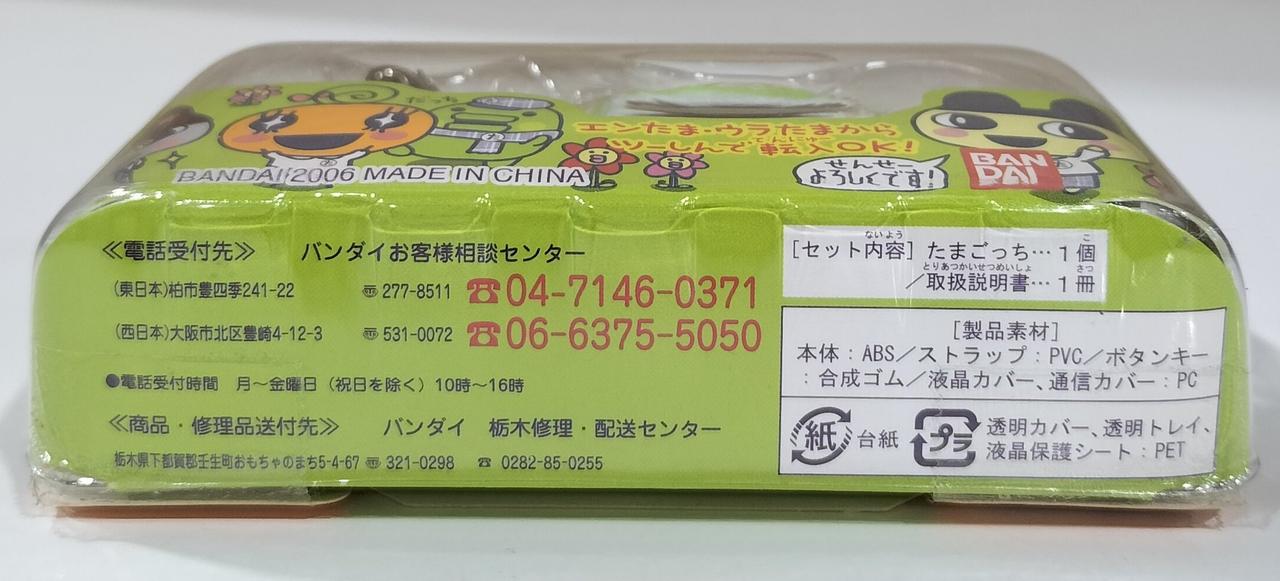 だっち
エンたま・ウラたまから
ツーしんで転入OK!
てんにゅう
せんせー
よろしくです!
BAN
DAI
BANDAI 2006 MADE IN CHINA
≪電話受付先≫ バンダイお客様相談センター
(東日本)柏市豊四季241-22 〠 277-8511 ☎04-7146-0371
(西日本)大阪市北区豊崎4-12-3 〠 531-0072 ☎06-6375-5050
●電話受付時間 月〜金曜日(祝日を除く)10時〜16時
≪商品・修理品送付先≫ バンダイ 栃木修理・配送センター
栃木県下都賀郡壬生町おもちゃのまち5-4-67 〠 321-0298 ☎ 0282-85-0255
ないよう こ
[セット内容] たまごっち… 1個
とりあつかいせつめいしょ さつ
/取扱説明書… 1冊
[製品素材]
本体:ABS/ストラップ:PVC/ボタンキー
:合成ゴム/液晶カバー、通信カバー:PC
紙 台紙
プラ 透明カバー、透明トレイ、
液晶保護シート:PET